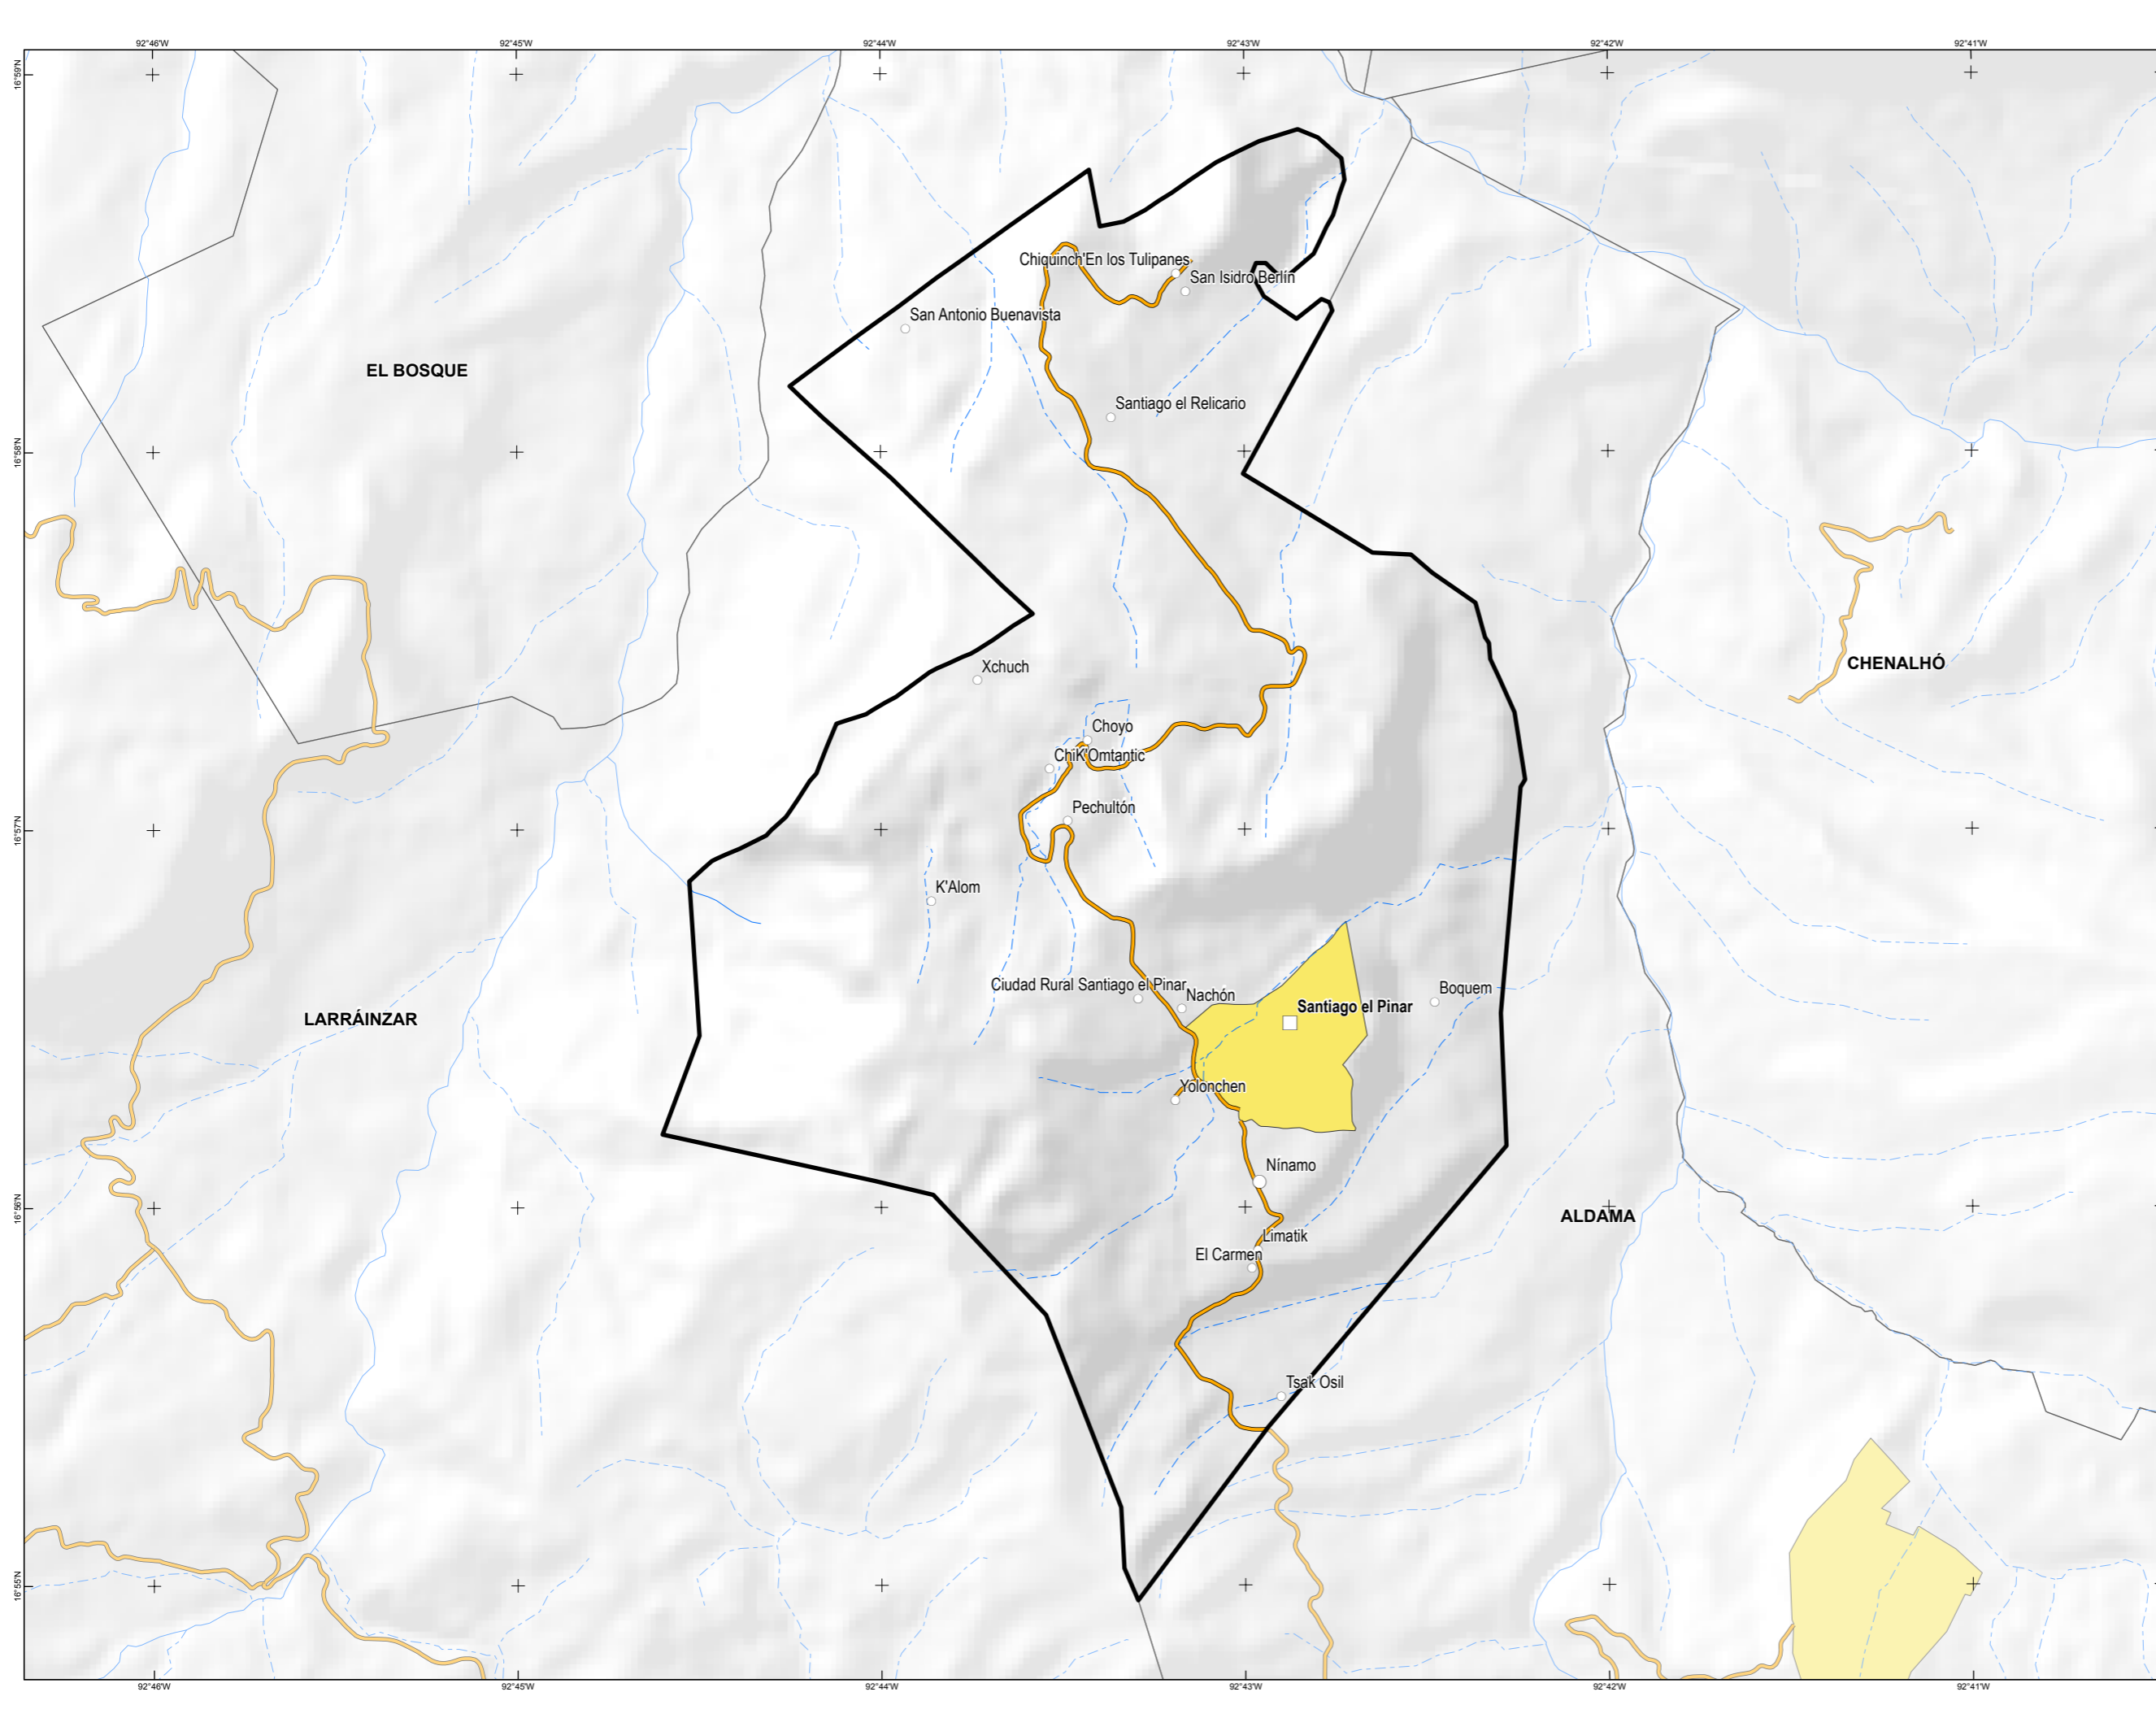 92°46'W
92°45'W
92°44'W
92°43'W
92°42'W
92°41'W
16°59'N
Chiquinch'En los Tulipanes
San Isidro Berlín
San Antonio Buenavista
EL BOSQUE
Santiago el Relicario
16°58'N
CHENALHÓ
Xchuch
Choyo
ChiK'Omtantic
Pechultón
16°57'N
K'Alom
Ciudad Rural Santiago el Pinar
Boquem
Nachón
Santiago el Pinar
LARRÁINZAR
Yolonchen
Nínamo
16°56'N
ALDAMA
Limatik
El Carmen
Tsak Osil
16°55'N
92°46'W
92°45'W
92°44'W
92°43'W
92°42'W
92°41'W